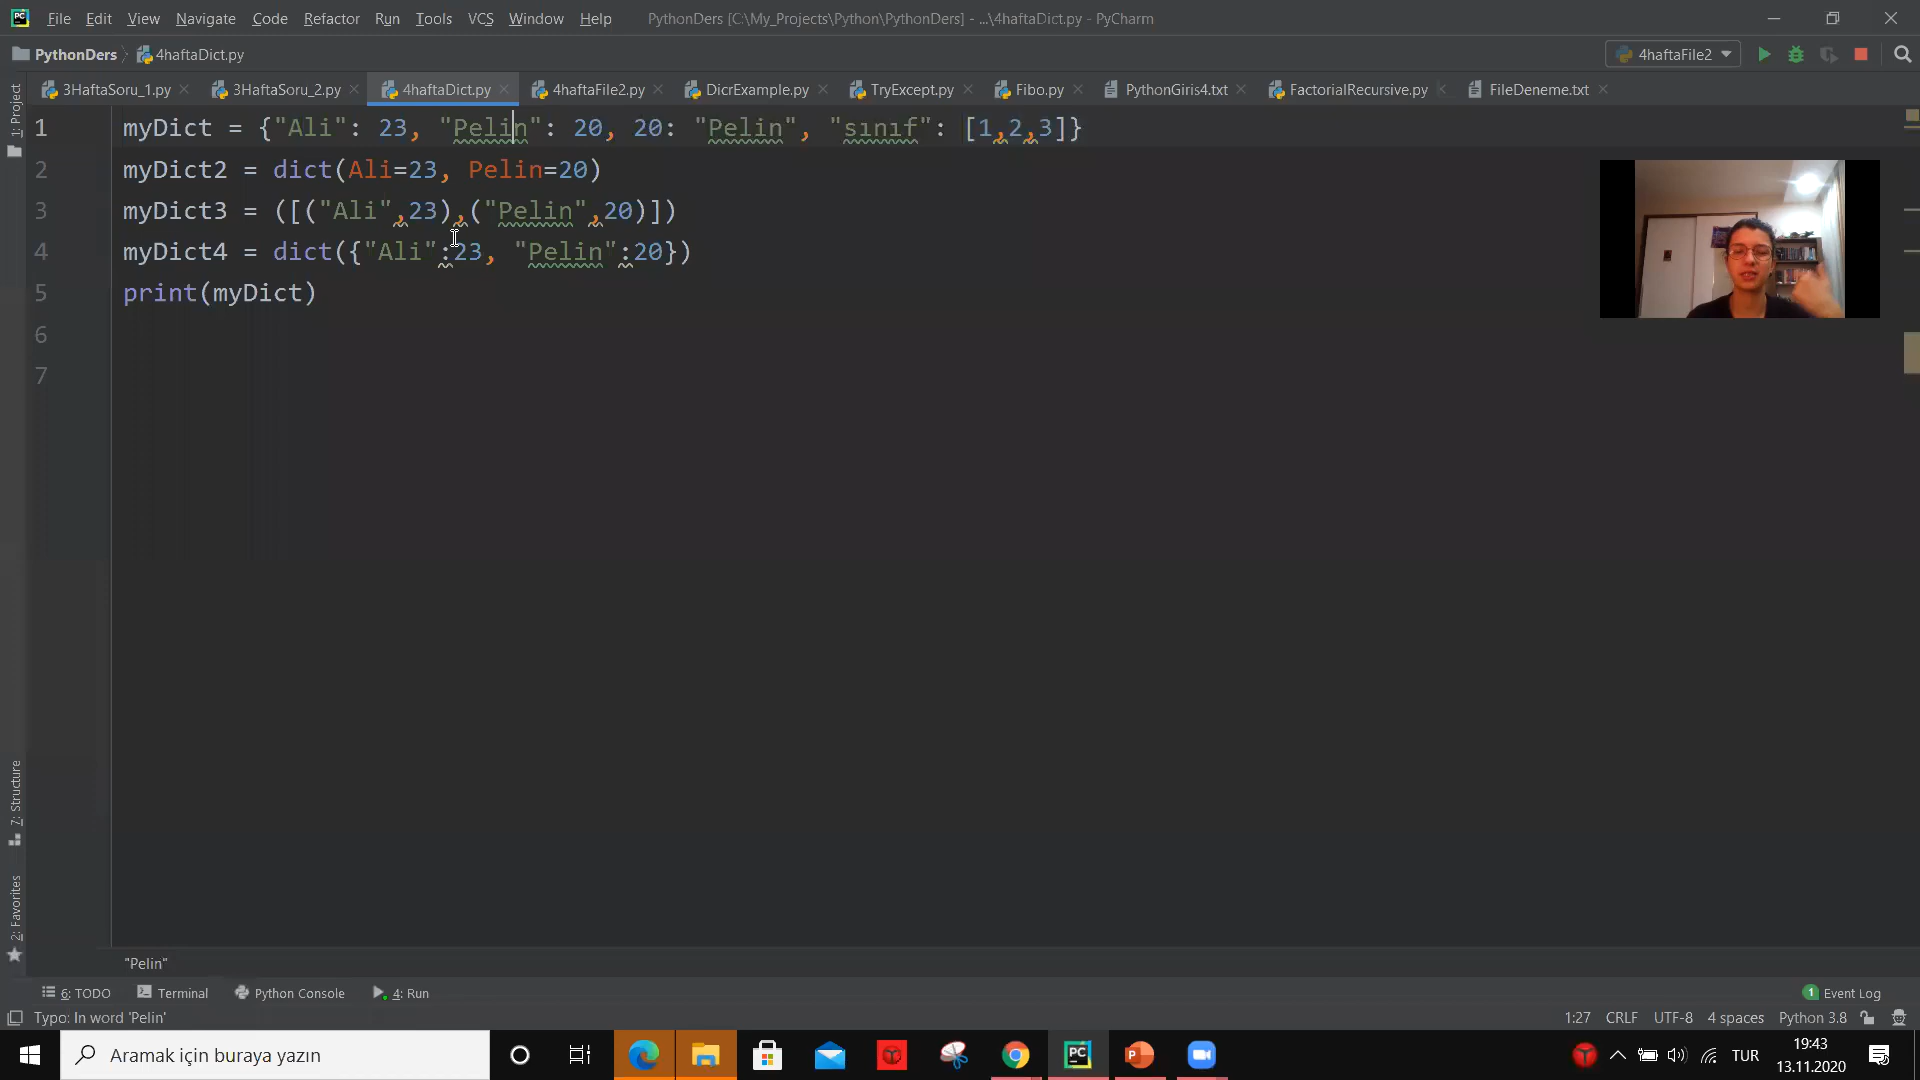 File Edit View Navigate Code Refactor Run Tools VCS Window Help PythonDers [C:\My_Projects\Python\PythonDers] - ...\4haftaDict.py - PyCharm
PythonDers 4haftaDict.py 4haftaFile2
3HaftaSoru_1.py 3HaftaSoru_2.py 4haftaDict.py 4haftaFile2.py DicrExample.py TryExcept.py Fibo.py PythonGiris4.txt FactorialRecursive.py FileDeneme.txt
1: Project
1 myDict = {"Ali": 23, "Pelin": 20, 20: "Pelin", "sınıf": [1,2,3]}
2 myDict2 = dict(Ali=23, Pelin=20)
3 myDict3 = ([("Ali",23),("Pelin",20)])
4 myDict4 = dict({"Ali":23, "Pelin":20})
5 print(myDict)
6
7
7: Structure
2: Favorites
"Pelin"
6: TODO Terminal Python Console 4: Run 1 Event Log
Typo: In word 'Pelin' 1:27 CRLF UTF-8 4 spaces Python 3.8
Aramak için buraya yazın TUR 19:43
13.11.2020